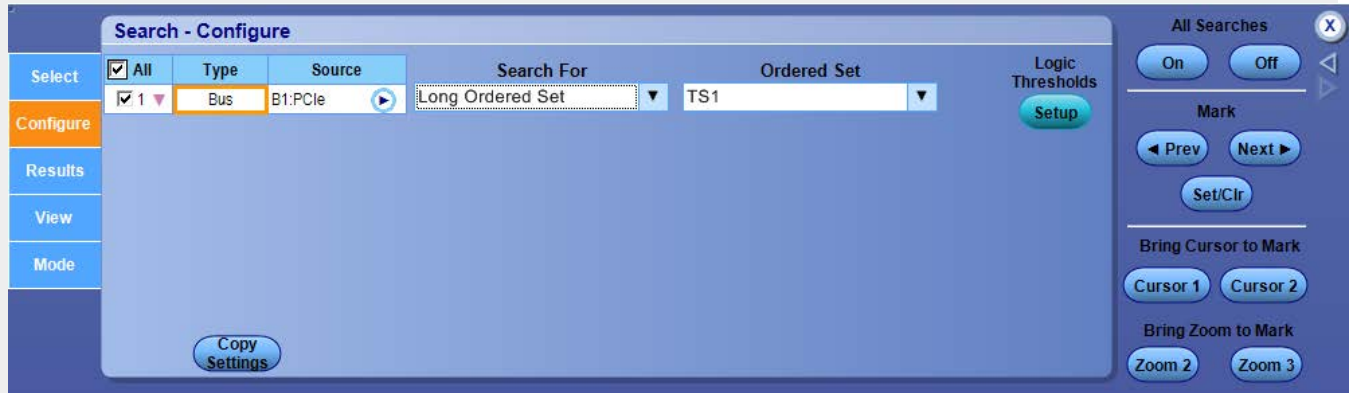 Search - Configure
Select
Configure
Results
View
Mode
All Type Source
1 Bus B1:PCIe
Search For
Long Ordered Set
Ordered Set
TS1
Logic
Thresholds
Setup
Copy
Settings
All Searches
X
On Off
Mark
◄ Prev Next ►
Set/Clr
Bring Cursor to Mark
Cursor 1 Cursor 2
Bring Zoom to Mark
Zoom 2 Zoom 3